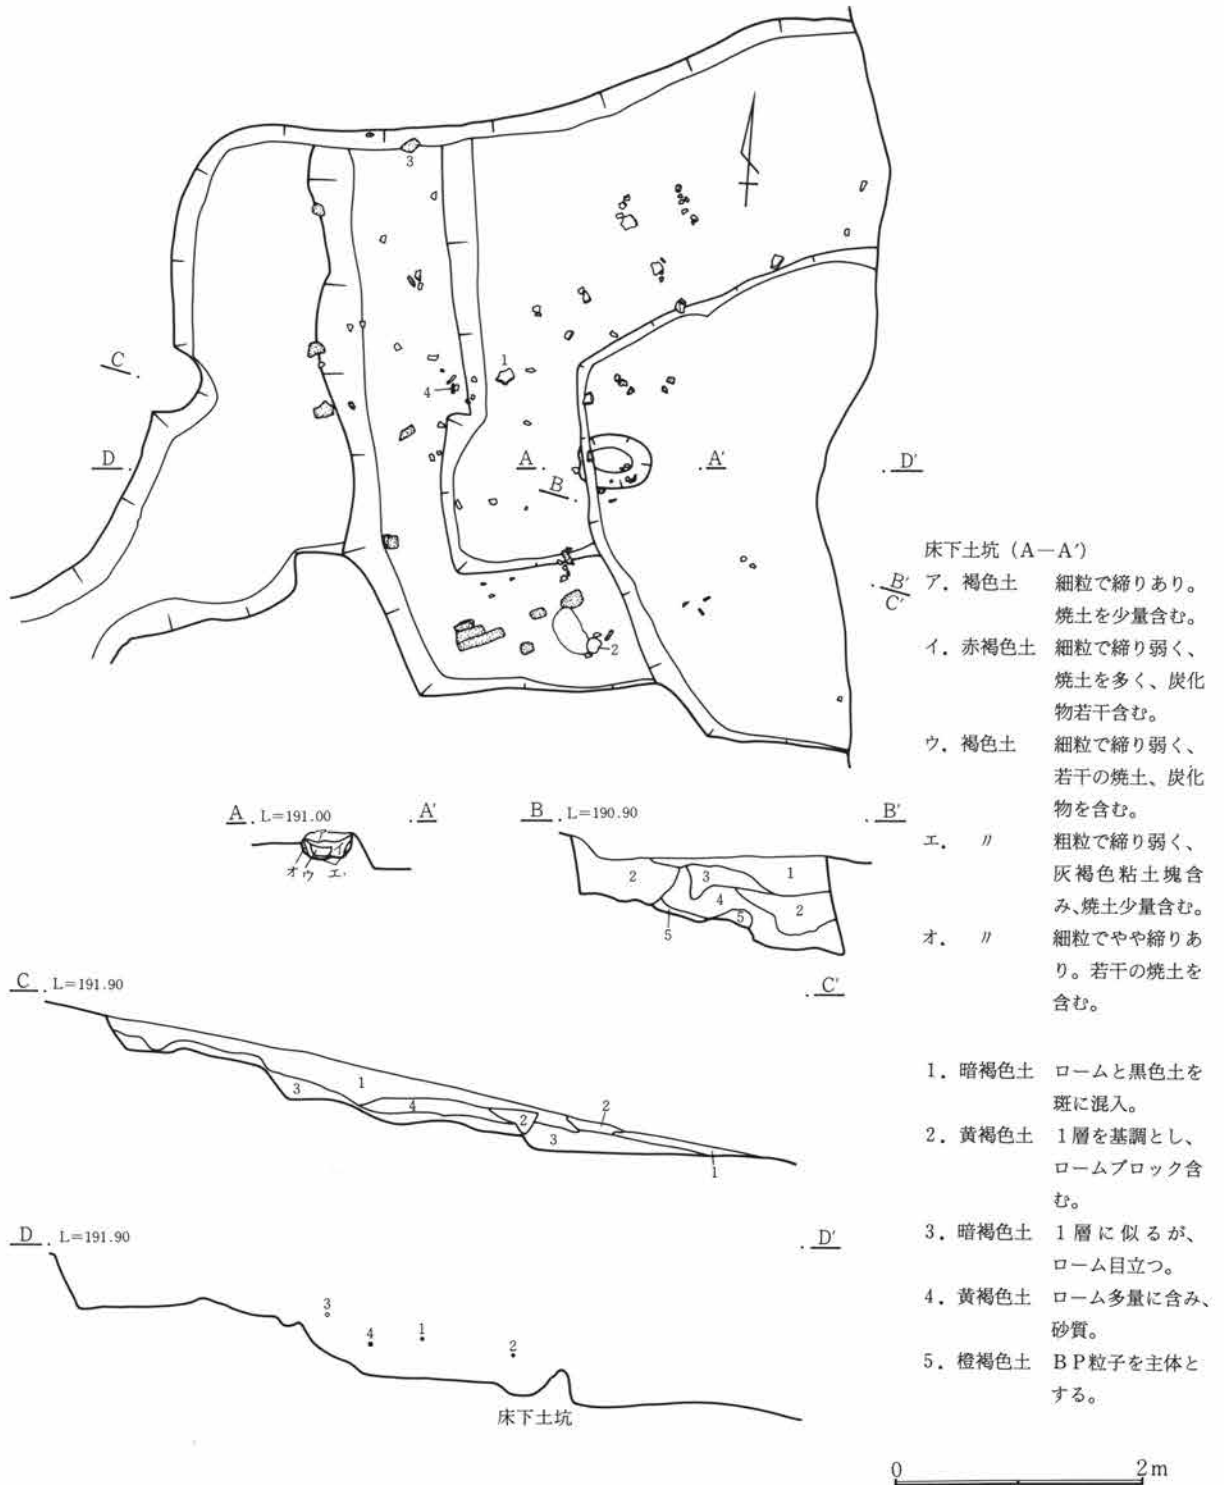 3
C
4
1
D
A
A′
D′
B
B′
C′
2
床下土坑（A－A′）
ア．褐色土　細粒で締りあり。
焼土を少量含む。
イ．赤褐色土　細粒で締り弱く、
焼土を多く、炭化
物若干含む。
ウ．褐色土　細粒で締り弱く、
若干の焼土、炭化
物を含む。
エ．　〃　粗粒で締り弱く、
灰褐色粘土塊含
み、焼土少量含む。
オ．　〃　細粒でやや締りあ
り。若干の焼土を
含む。
1．暗褐色土　ロームと黒色土を
斑に混入。
2．黄褐色土　1層を基調とし、
ロームブロック含
む。
3．暗褐色土　1層に似るが、
ローム目立つ。
4．黄褐色土　ローム多量に含み、
砂質。
5．橙褐色土　BP粒子を主体と
する。
A　L=191.00　A′
ア
イ
オ ウ エ
B　L=190.90　B′
2 3 1
4 2
5 5
C　L=191.90　C′
1
3 4 2 2
3
1
D　L=191.90　D′
3
4 1 2
床下土坑
0　2m